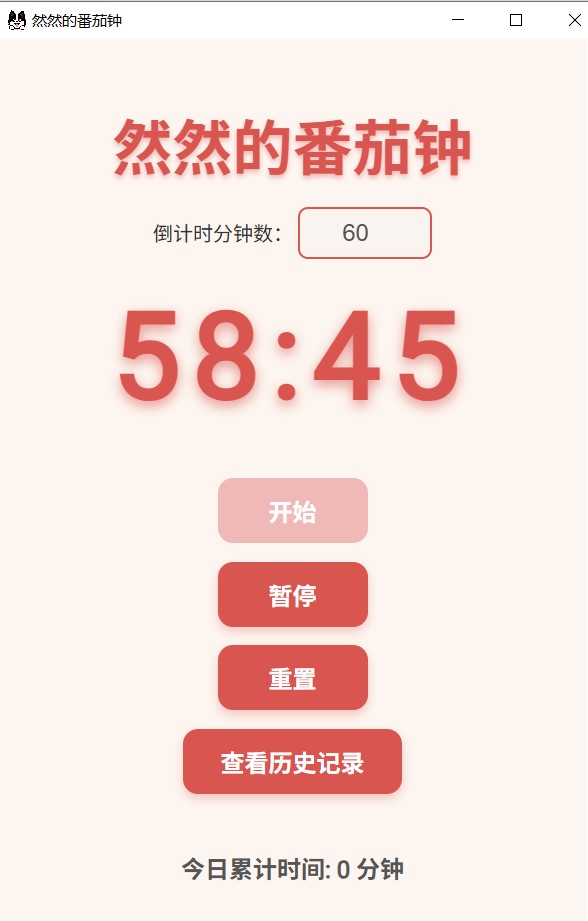 然然的番茄钟
然然的番茄钟
倒计时分钟数： 60
58:45
开始
暂停
重置
查看历史记录
今日累计时间: 0 分钟